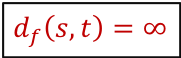 d_f(s, t) = ∞